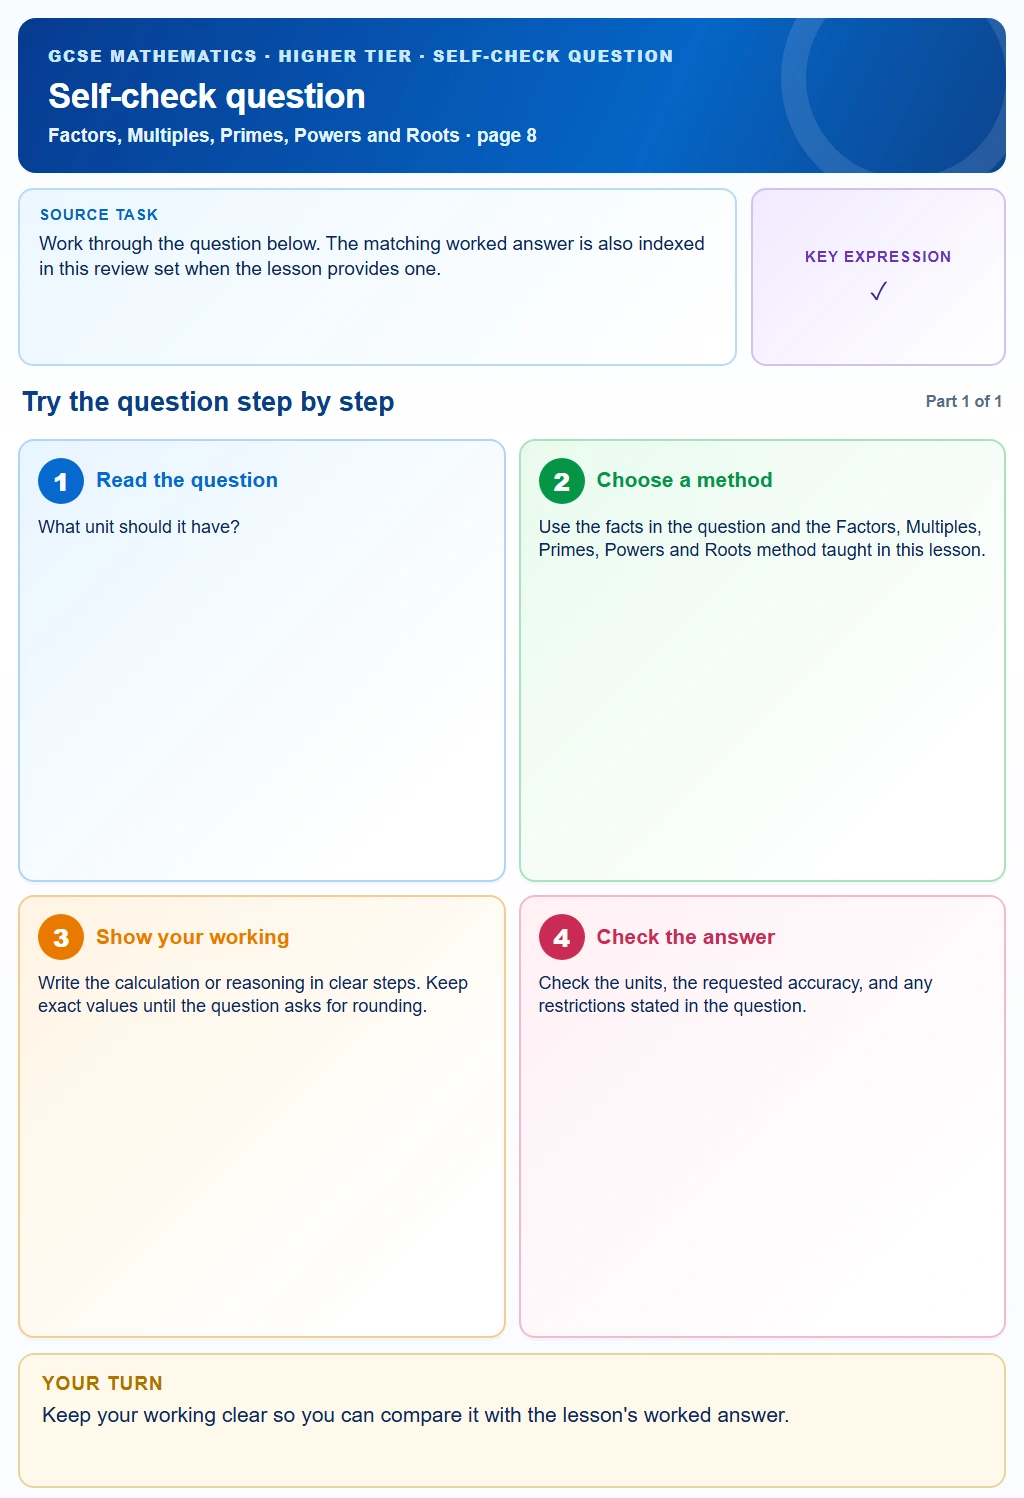 GCSE MATHEMATICS · HIGHER TIER · SELF-CHECK QUESTION
Self-check question
Factors, Multiples, Primes, Powers and Roots · page 8
SOURCE TASK
Work through the question below. The matching worked answer is also indexed
in this review set when the lesson provides one.
KEY EXPRESSION
✓
Try the question step by step
Part 1 of 1
1 Read the question
What unit should it have?
2 Choose a method
Use the facts in the question and the Factors, Multiples,
Primes, Powers and Roots method taught in this lesson.
3 Show your working
Write the calculation or reasoning in clear steps. Keep
exact values until the question asks for rounding.
4 Check the answer
Check the units, the requested accuracy, and any
restrictions stated in the question.
YOUR TURN
Keep your working clear so you can compare it with the lesson's worked answer.